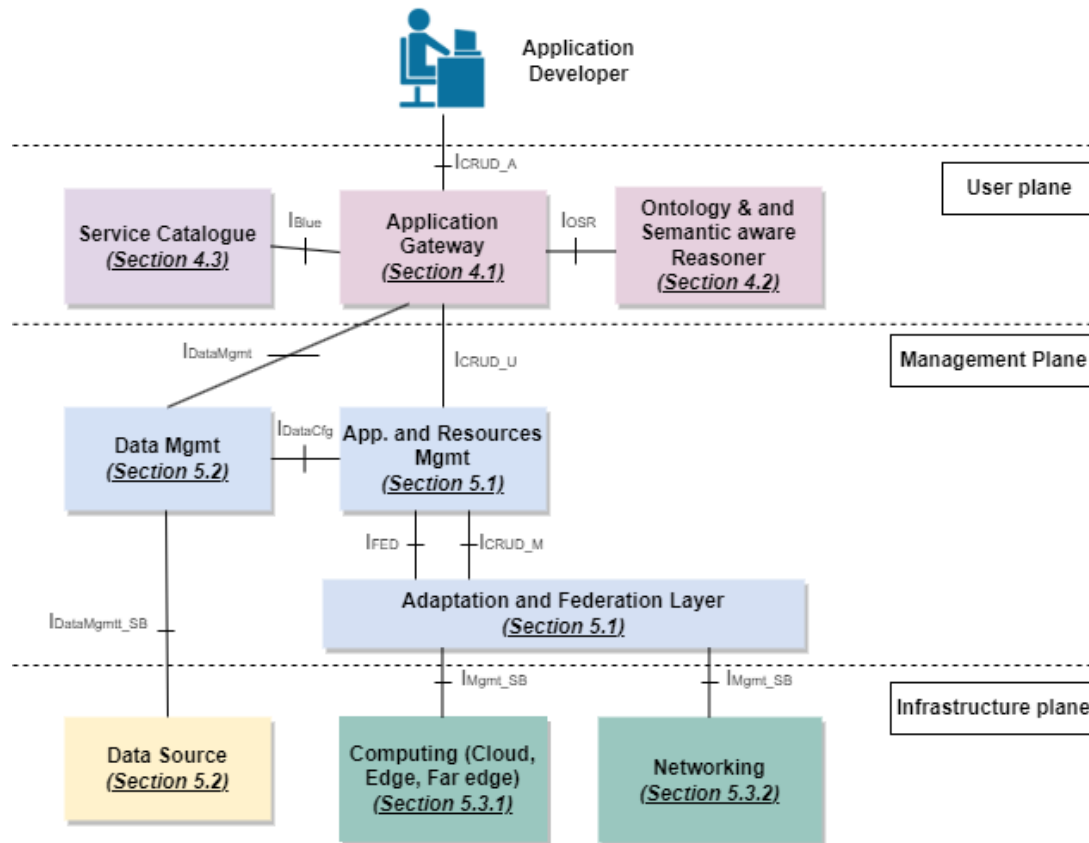 Application
Developer
ICRUD_A
User plane
Service Catalogue
(Section 4.3)
IBlue
Application
Gateway
(Section 4.1)
IOSR
Ontology & and
Semantic aware
Reasoner
(Section 4.2)
IDataMgmt
ICRUD_U
Management Plane
Data Mgmt
(Section 5.2)
IDataCfg
App. and Resources
Mgmt
(Section 5.1)
IFED
ICRUD_M
Adaptation and Federation Layer
(Section 5.1)
IDataMgmtt_SB
IMgmt_SB
IMgmt_SB
Infrastructure plane
Data Source
(Section 5.2)
Computing (Cloud,
Edge, Far edge)
(Section 5.3.1)
Networking
(Section 5.3.2)